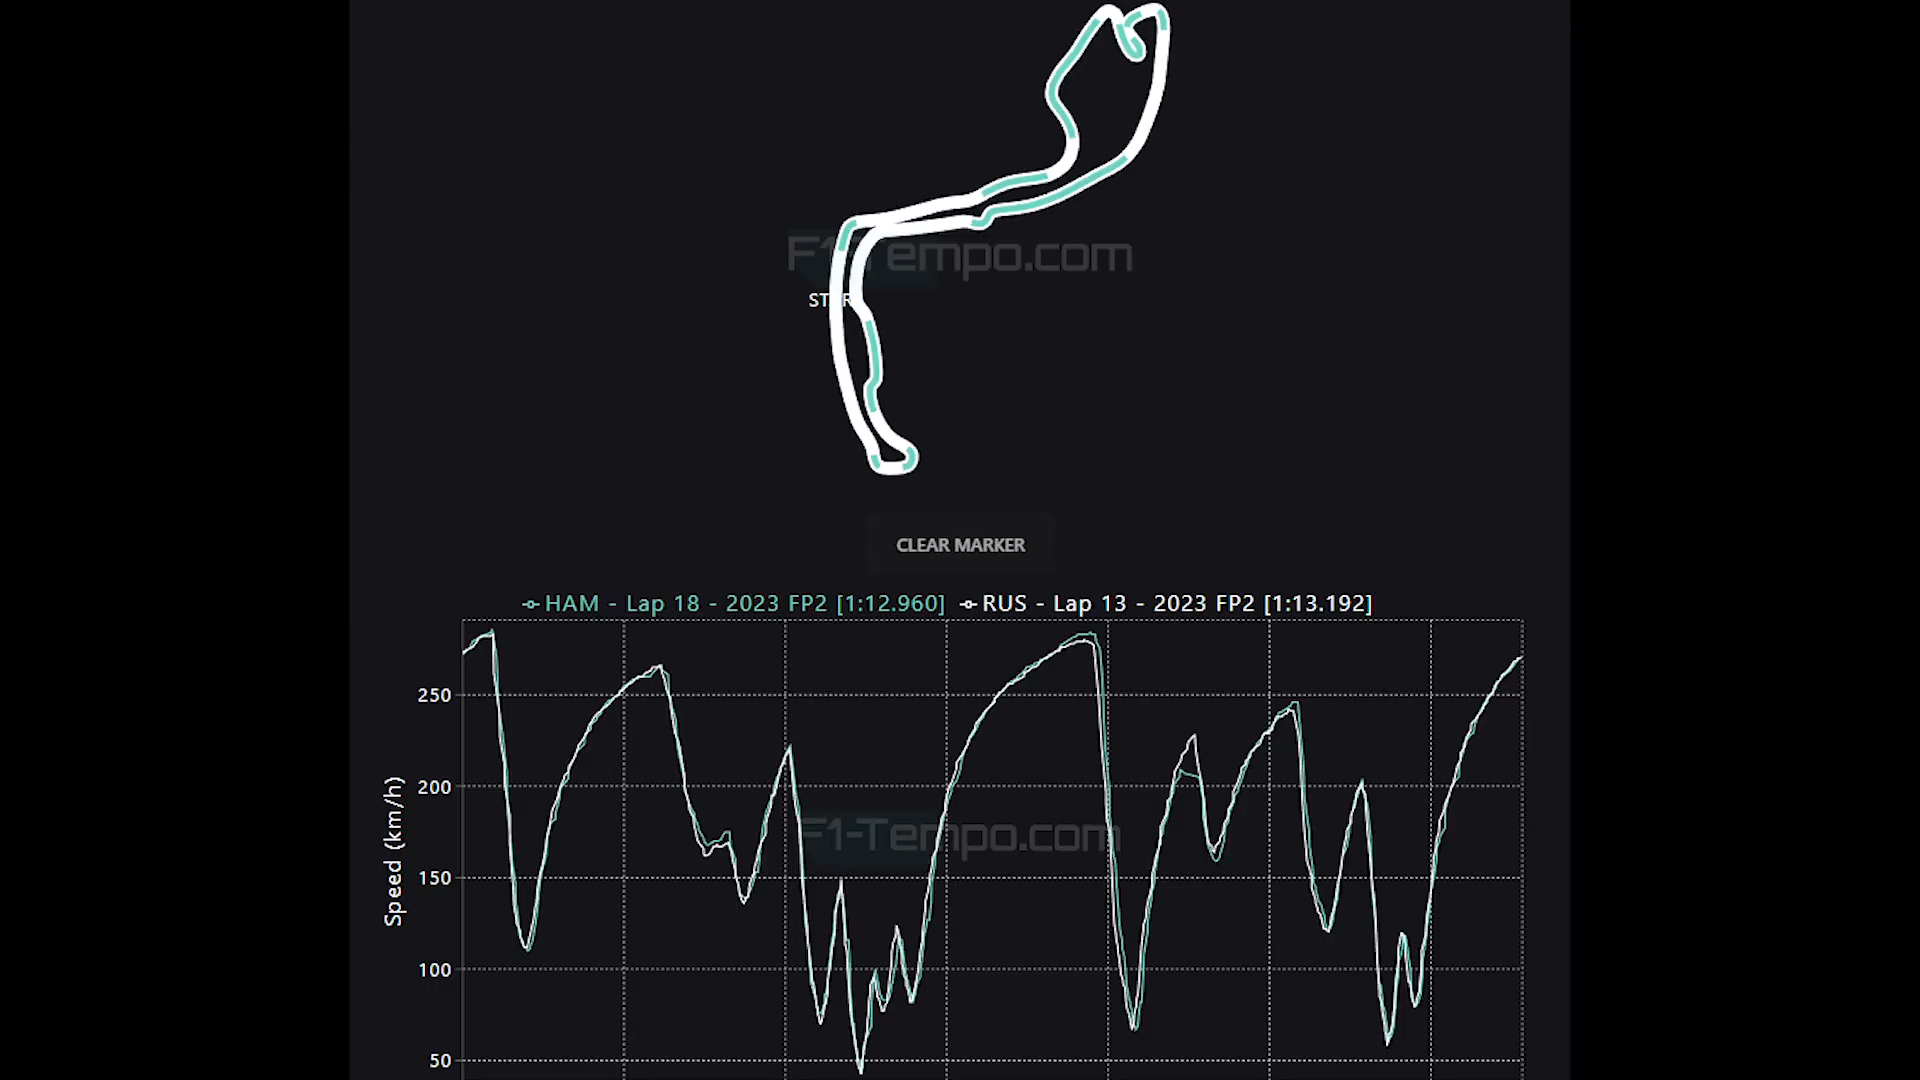 F1-Tempo.com
START
CLEAR MARKER
HAM - Lap 18 - 2023 FP2 [1:12.960] RUS - Lap 13 - 2023 FP2 [1:13.192]
250
200
150
100
50
Speed (km/h)
F1-Tempo.com